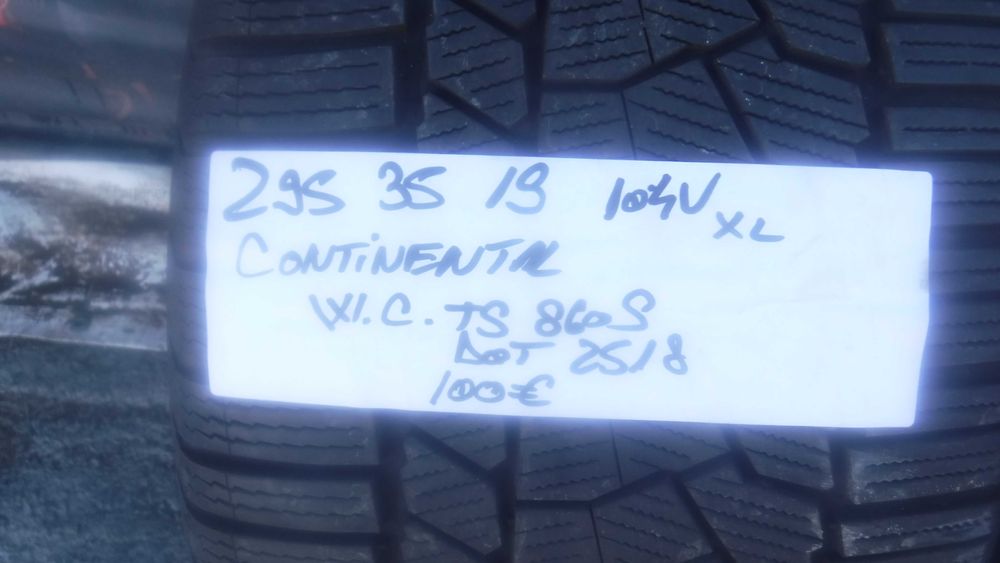 295 35 19 104V XL
CONTINENTAL
W.C. TS 860S
DOT 2518
100€